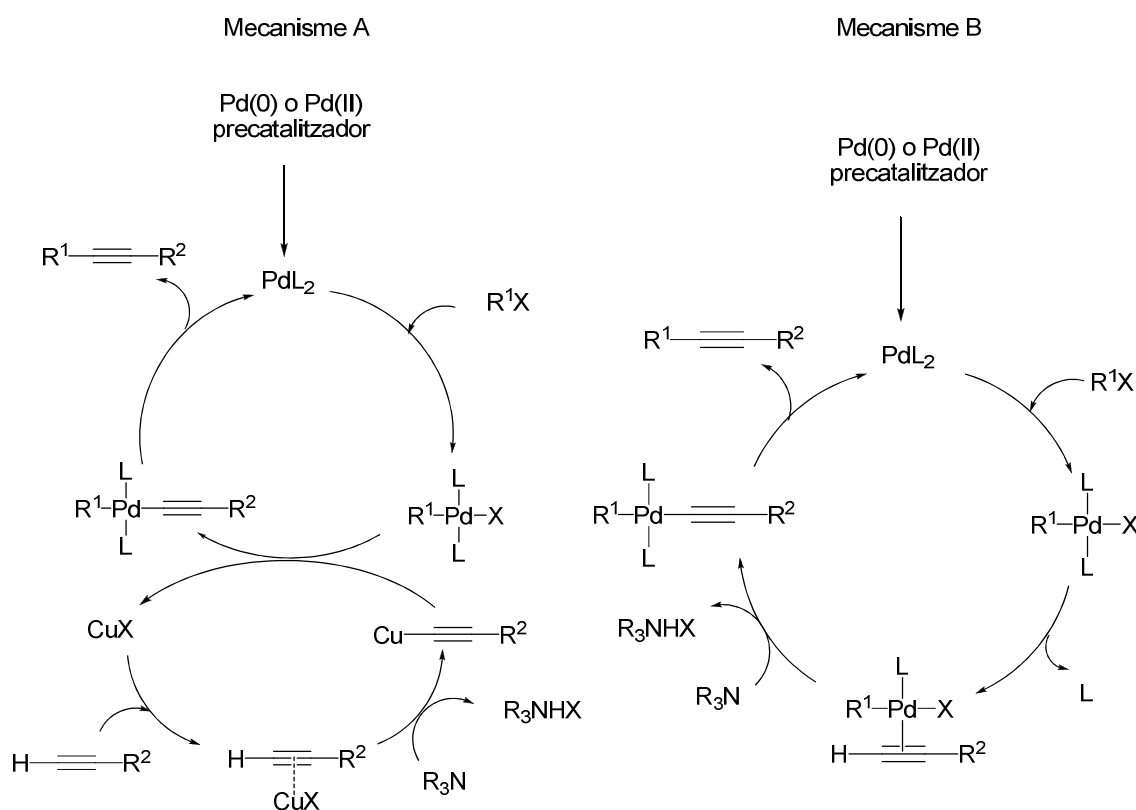 Mecanisme A
Pd(0) o Pd(II)
precatalitzador
R¹ R²
PdL₂
R¹X
L
R¹ Pd R²
L
L
R¹ Pd X
L
CuX
Cu R²
R₃NHX
H R²
H R²
CuX
R₃N
Mecanisme B
Pd(0) o Pd(II)
precatalitzador
R¹ R²
PdL₂
R¹X
L
R¹ Pd R²
L
L
R¹ Pd X
L
R₃NHX
R₃N
L
L
R¹ Pd X
H R²